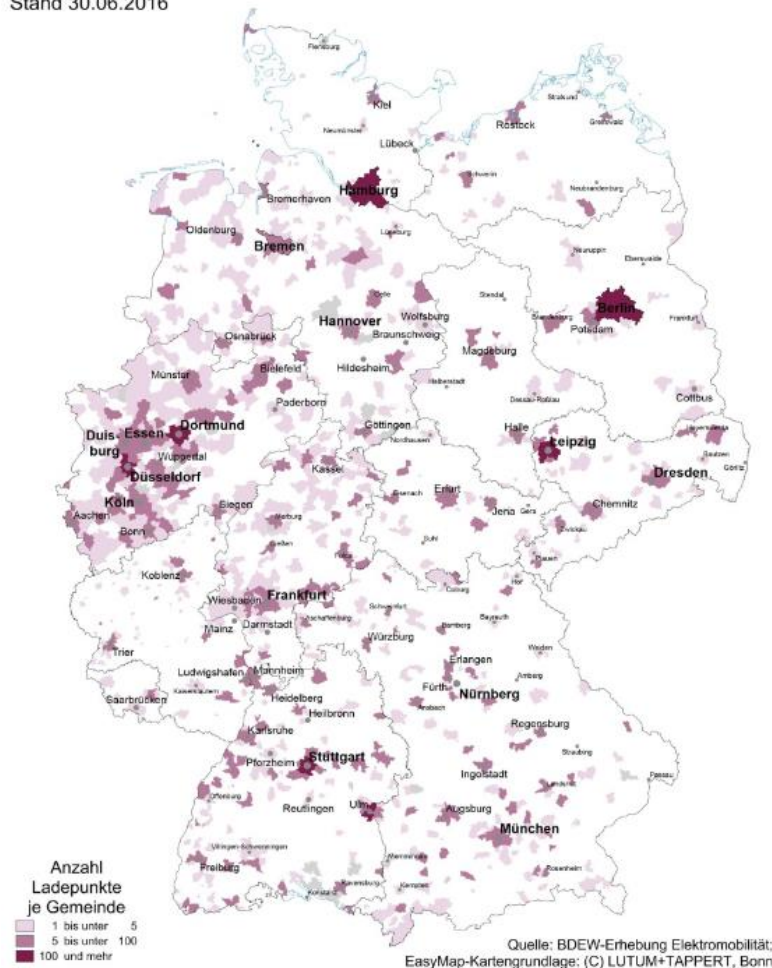 Stand 30.06.2016
Flensburg
Kiel
Stralsund
Rostock
Greifswald
Neumünster
Lübeck
Schwerin
Neubrandenburg
Hamburg
Bremerhaven
Oldenburg
Lüneburg
Bremen
Neuruppin
Eberswalde
Celle
Stendal
Berlin
Hannover
Wolfsburg
Brandenburg
Frankfurt
Braunschweig
Potsdam
Osnabrück
Magdeburg
Bielefeld
Hildesheim
Münster
Halberstadt
Dessau-Roßlau
Cottbus
Paderborn
Göttingen
Halle
Hoyerswerda
Dortmund
Duis-
burg
Essen
Nordhausen
Leipzig
Bautzen
Wuppertal
Görlitz
Düsseldorf
Kassel
Dresden
Köln
Eisenach
Erfurt
Siegen
Chemnitz
Aachen
Marburg
Jena
Gera
Bonn
Zwickau
Suhl
Gießen
Plauen
Fulda
Koblenz
Hof
Coburg
Frankfurt
Wiesbaden
Schweinfurt
Aschaffenburg
Bayreuth
Mainz
Darmstadt
Bamberg
Würzburg
Trier
Weiden
Erlangen
Ludwigshafen
Mannheim
Amberg
Fürth
Nürnberg
Kaiserslautern
Saarbrücken
Heidelberg
Ansbach
Heilbronn
Regensburg
Karlsruhe
Straubing
Stuttgart
Pforzheim
Ingolstadt
Passau
Landshut
Offenburg
Reutlingen
Ulm
Augsburg
München
Villingen-Schwenningen
Memmingen
Freiburg
Rosenheim
Ravensburg
Kempten
Konstanz
Anzahl
Ladepunkte
je Gemeinde
1 bis unter 5
5 bis unter 100
100 und mehr
Quelle: BDEW-Erhebung Elektromobilität;
EasyMap-Kartengrundlage: (C) LUTUM+TAPPERT, Bonn